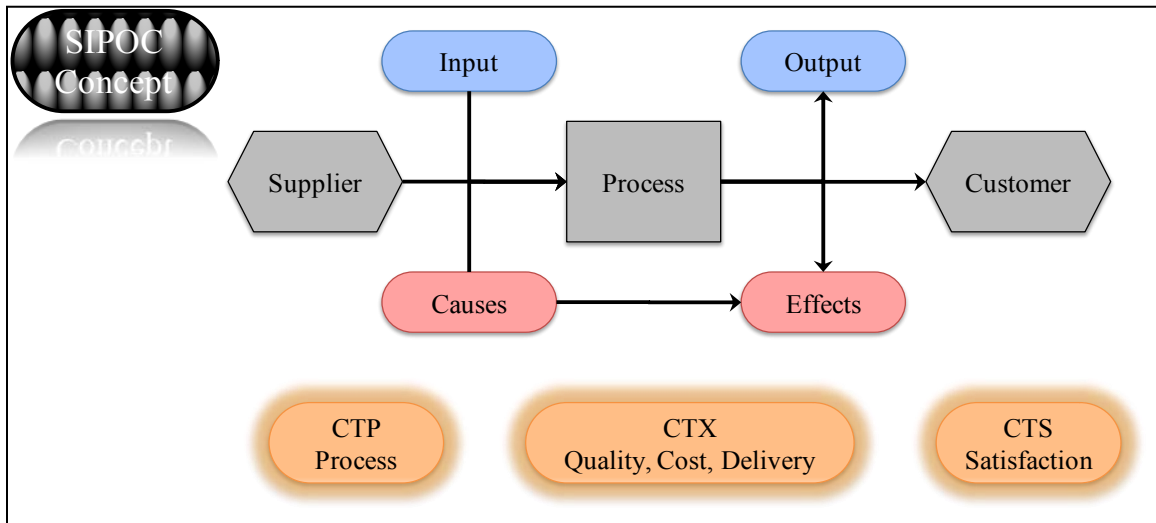 SIPOC
Concept
Input
Output
Supplier
Process
Customer
Causes
Effects
CTP
Process
CTX
Quality, Cost, Delivery
CTS
Satisfaction